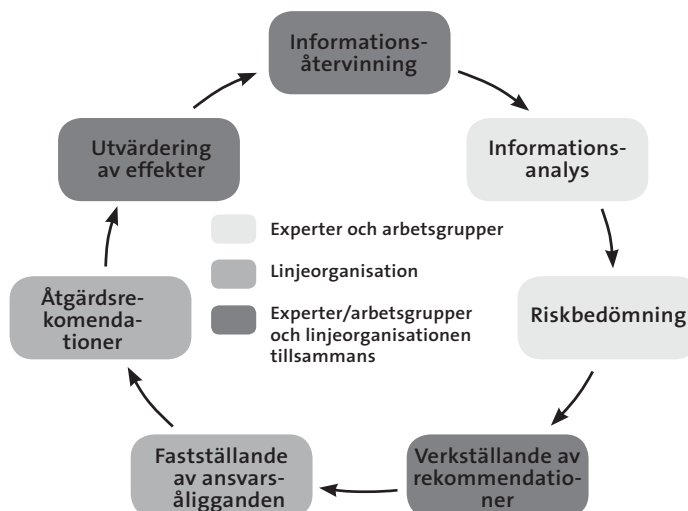 Informations-
återvinning
Informations-
analys
Riskbedömning
Verkställande av
rekommendatio-
ner
Fastställande
av ansvars-
åligganden
Åtgärdsre-
komenda-
tioner
Utvärdering
av effekter
Experter och arbetsgrupper
Linjeorganisation
Experter/arbetsgrupper
och linjeorganisationen
tillsammans